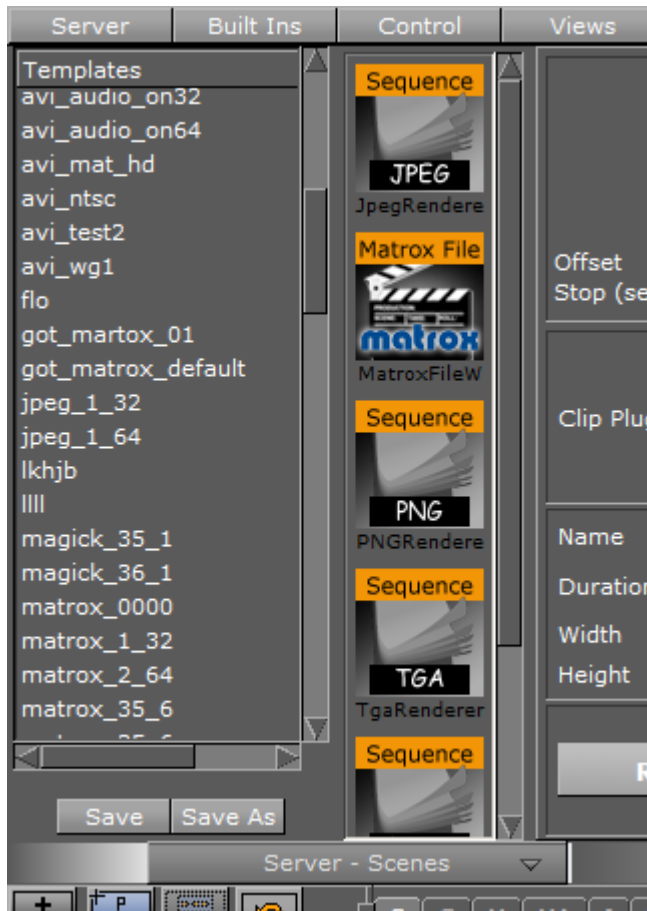 Server Built Ins Control Views
Templates
avi_audio_on32
avi_audio_on64
avi_mat_hd
avi_ntsc
avi_test2
avi_wg1
flo
got_martox_01
got_matrox_default
jpeg_1_32
jpeg_1_64
lkhjb
llll
magick_35_1
magick_36_1
matrox_0000
matrox_1_32
matrox_2_64
matrox_35_6
Save Save As
Sequence
JPEG
JpegRendere
Matrox File
matrox
MatroxFileW
Sequence
PNG
PNGRendere
Sequence
TGA
TgaRenderer
Sequence
Offset
Stop (se
Clip Plug
Name
Duration
Width
Height
R
Server - Scenes
P